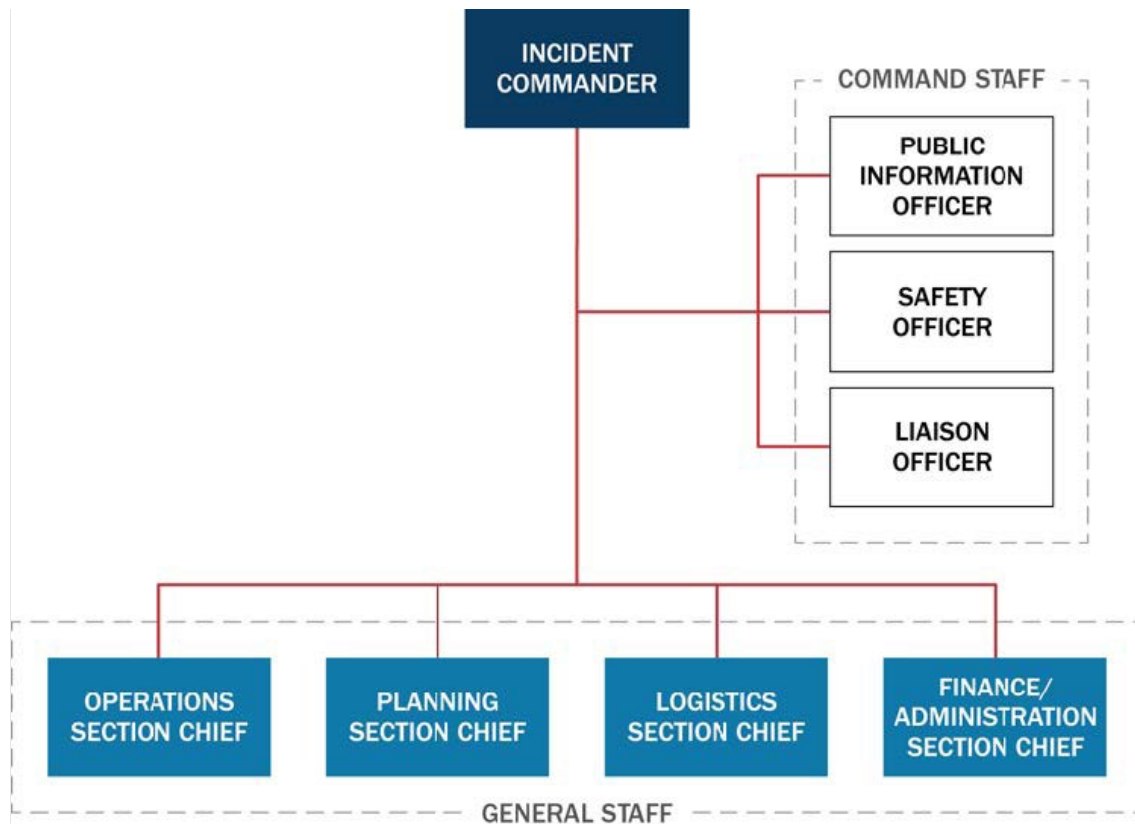 INCIDENT
COMMANDER
COMMAND STAFF
PUBLIC
INFORMATION
OFFICER
SAFETY
OFFICER
LIAISON
OFFICER
OPERATIONS
SECTION CHIEF
PLANNING
SECTION CHIEF
LOGISTICS
SECTION CHIEF
FINANCE/
ADMINISTRATION
SECTION CHIEF
GENERAL STAFF